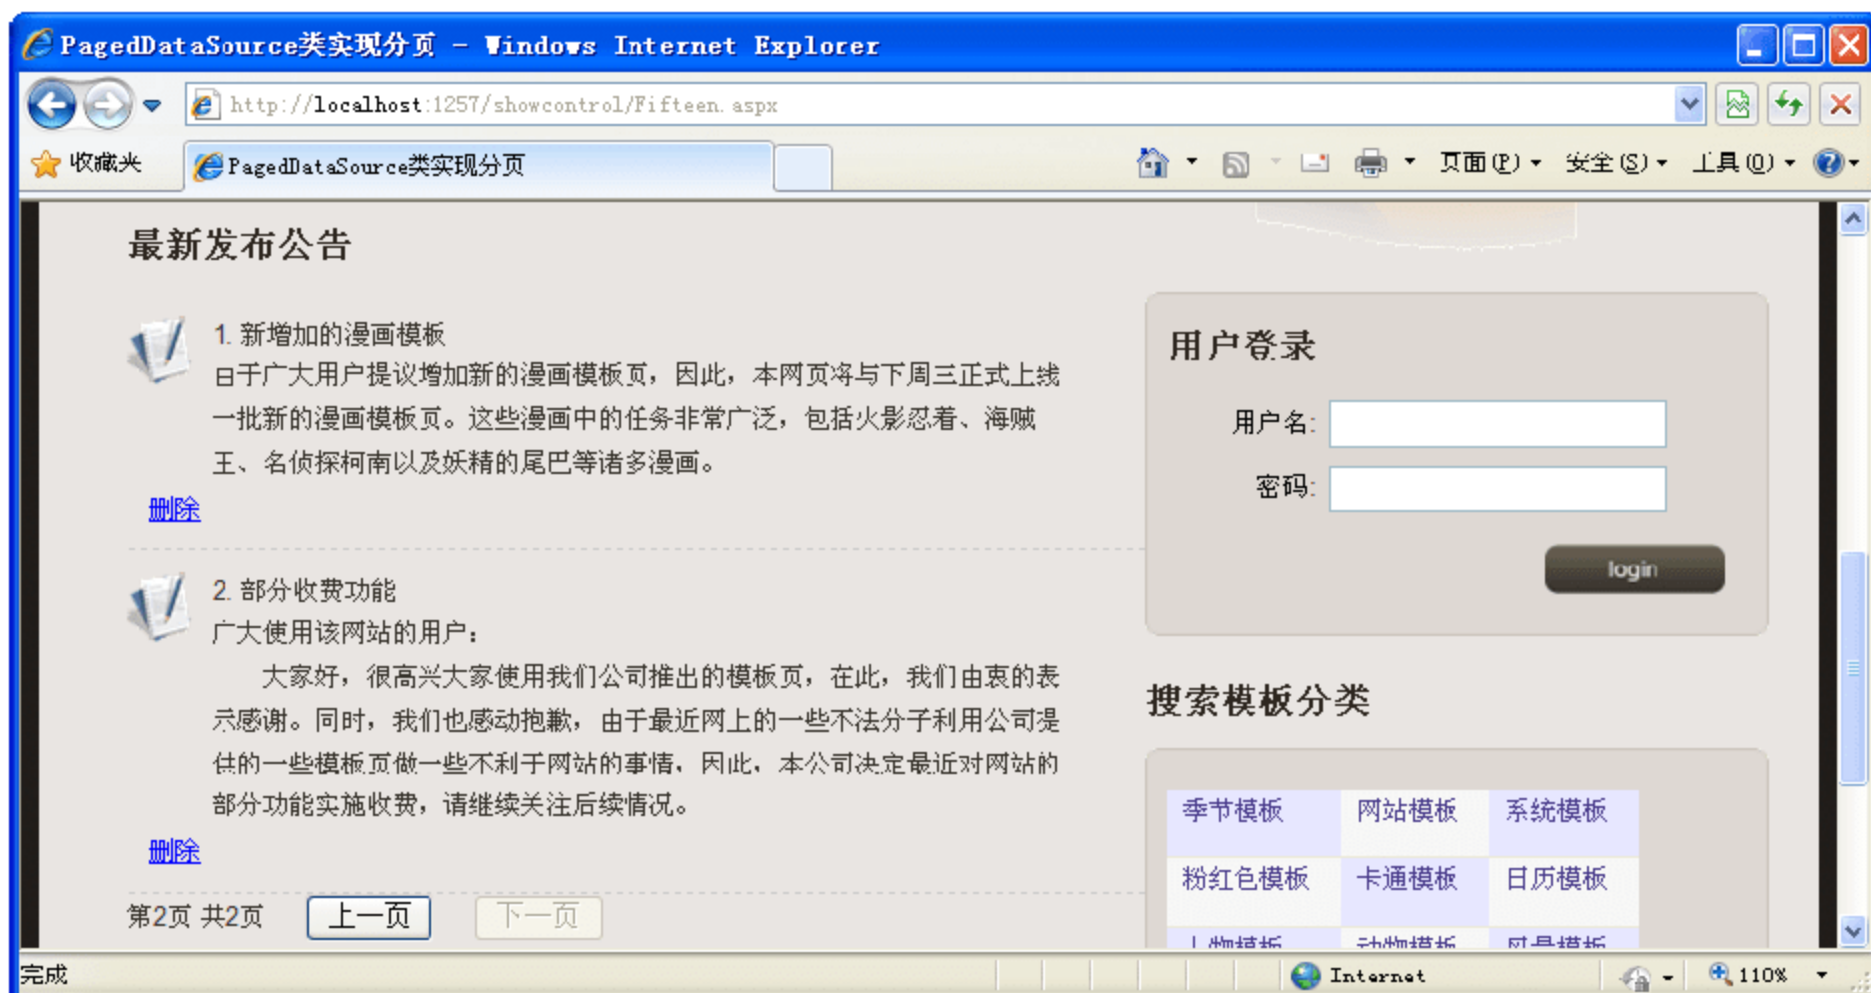 PagedDataSource类实现分页 - Windows Internet Explorer
http://localhost:1257/showcontrol/Fifteen.aspx
收藏夹
PagedDataSource类实现分页
页面(P)
安全(S)
工具(O)
最新发布公告
1. 新增加的漫画模板
由于广大用户提议增加新的漫画模板页，因此，本网页将与下周三正式上线
一批新的漫画模板页。这些漫画中的任务非常广泛，包括火影忍着、海贼
王、名侦探柯南以及妖精的尾巴等诸多漫画。
删除
2. 部分收费功能
广大使用该网站的用户：
大家好，很高兴大家使用我们公司推出的模板页，在此，我们由衷的表
示感谢。同时，我们也感动抱歉，由于最近网上的一些不法分子利用公司提
供的一些模板页做一些不利于网站的事情，因此，本公司决定最近对网站的
部分功能实施收费，请继续关注后续情况。
删除
第2页 共2页
上一页
下一页
用户登录
用户名:
密码:
login
搜索模板分类
季节模板 网站模板 系统模板
粉红色模板 卡通模板 日历模板
人物模板 动物模板 风景模板
完成
Internet
110%